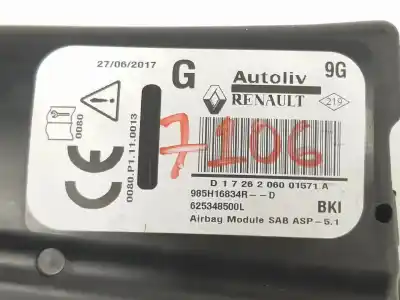 27/06/2017
G
Autoliv
9G
RENAULT
219
0080
0080.P1.11.0013
7106
D 1 7 26 2 060 01571 A
985H16834R--D
625348500L
BKI
Airbag Module SAB ASP-5.1